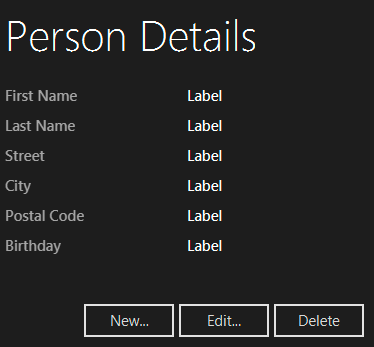 Person Details
First Name Label
Last Name Label
Street Label
City Label
Postal Code Label
Birthday Label
New... Edit... Delete